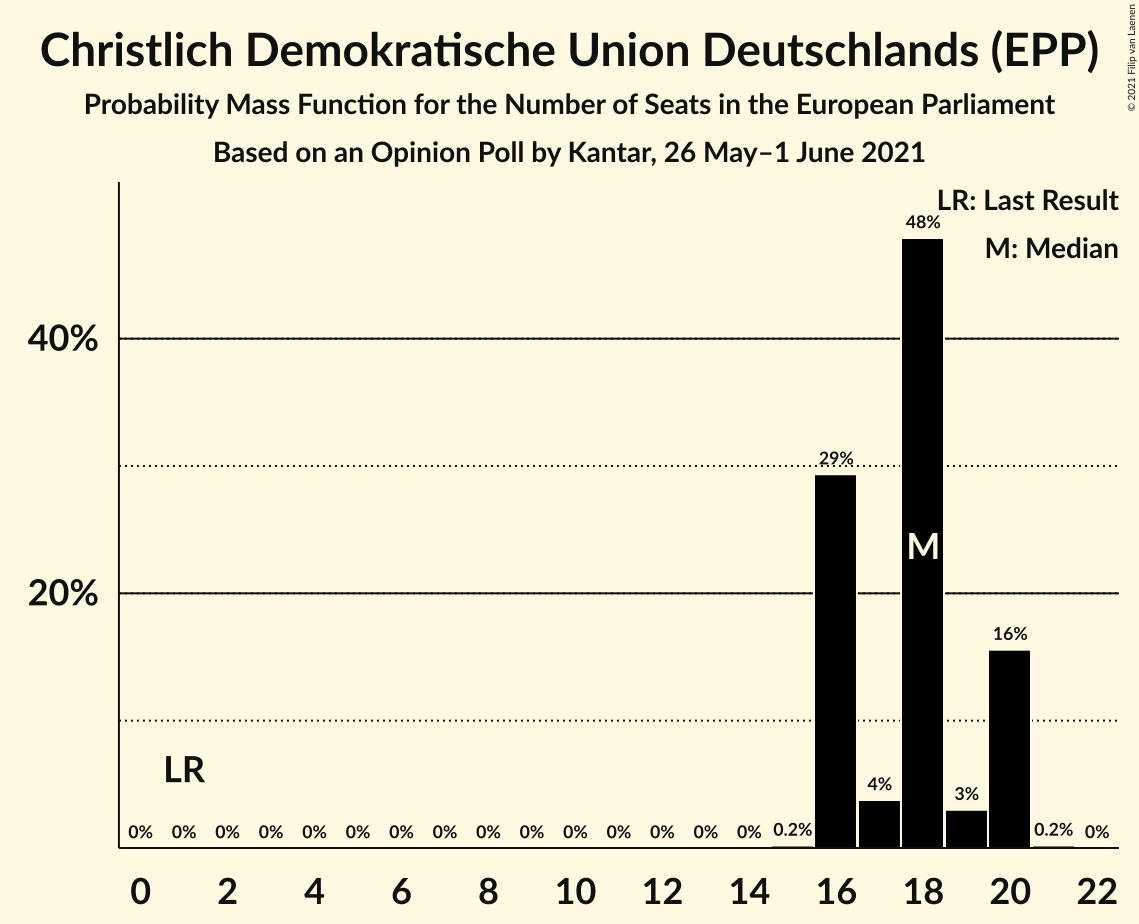 Christlich Demokratische Union Deutschlands (EPP)
Probability Mass Function for the Number of Seats in the European Parliament
Based on an Opinion Poll by Kantar, 26 May–1 June 2021
© 2021 Filip van Laenen
LR: Last Result
M: Median
48%
40%
29%
M
20%
16%
LR
4%
3%
0% 0% 0% 0% 0% 0% 0% 0% 0% 0% 0% 0% 0% 0% 0% 0.2% 0.2% 0%
0 2 4 6 8 10 12 14 16 18 20 22